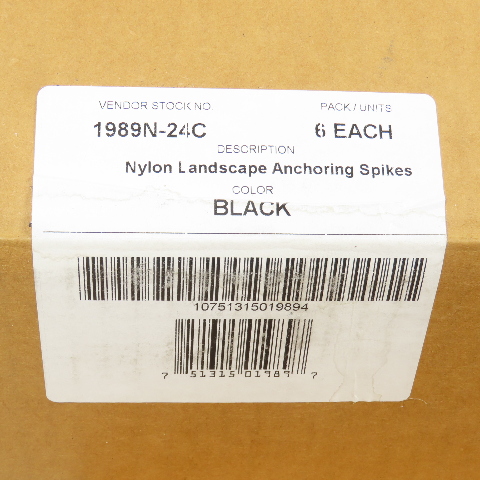 VENDOR STOCK NO.
PACK / UNITS
1989N-24C
6 EACH
DESCRIPTION
Nylon Landscape Anchoring Spikes
COLOR
BLACK
10751315019894
7 51315 01989 7